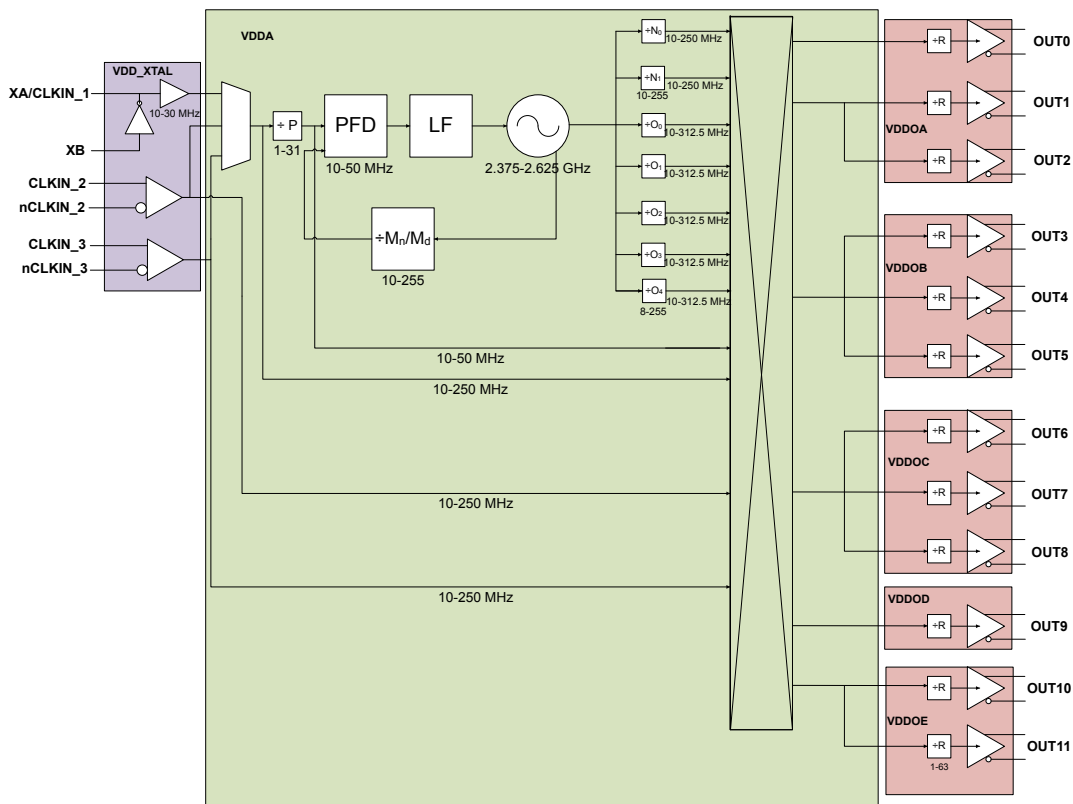 VDDA
VDD_XTAL
XA/CLKIN_1
10-30 MHz
XB
CLKIN_2
nCLKIN_2
CLKIN_3
nCLKIN_3
÷ P
1-31
PFD
10-50 MHz
LF
2.375-2.625 GHz
÷Mn/Md
10-255
÷N0
10-250 MHz
÷N1
10-250 MHz
10-255
÷O0
10-312.5 MHz
÷O1
10-312.5 MHz
÷O2
10-312.5 MHz
÷O3
10-312.5 MHz
÷O4
10-312.5 MHz
8-255
10-50 MHz
10-250 MHz
10-250 MHz
10-250 MHz
÷R
OUT0
÷R
OUT1
VDDOA
÷R
OUT2
÷R
OUT3
VDDOB
÷R
OUT4
÷R
OUT5
÷R
OUT6
VDDOC
÷R
OUT7
÷R
OUT8
VDDOD
÷R
OUT9
÷R
OUT10
VDDOE
÷R
OUT11
1-63